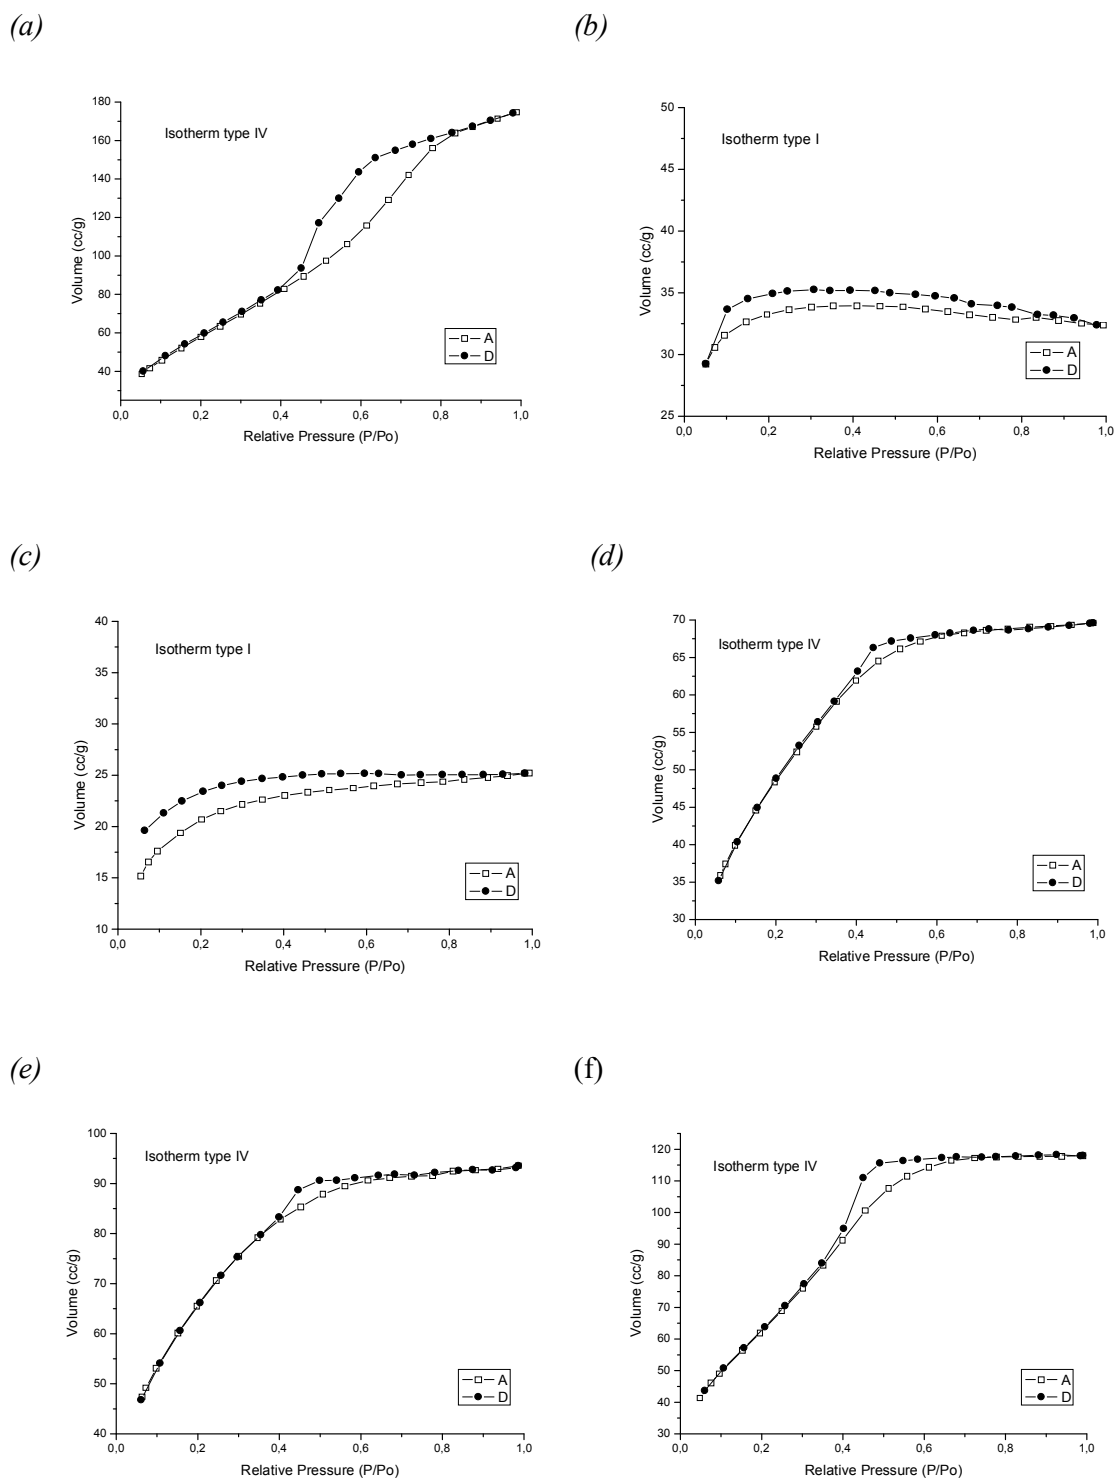 (a)
180
160
140
120
100
80
60
40
0,0 0,2 0,4 0,6 0,8 1,0
Volume (cc/g)
Relative Pressure (P/Po)
Isotherm type IV
A
D
(b)
50
45
40
35
30
25
0,0 0,2 0,4 0,6 0,8 1,0
Volume (cc/g)
Relative Pressure (P/Po)
Isotherm type I
A
D
(c)
40
35
30
25
20
15
10
0,0 0,2 0,4 0,6 0,8 1,0
Volume (cc/g)
Relative Pressure (P/Po)
Isotherm type I
A
D
(d)
70
65
60
55
50
45
40
35
30
0,0 0,2 0,4 0,6 0,8 1,0
Volume (cc/g)
Relative Pressure (P/Po)
Isotherm type IV
A
D
(e)
100
90
80
70
60
50
40
0,0 0,2 0,4 0,6 0,8 1,0
Volume (cc/g)
Relative Pressure (P/Po)
Isotherm type IV
A
D
(f)
120
110
100
90
80
70
60
50
40
30
0,0 0,2 0,4 0,6 0,8 1,0
Volume (cc/g)
Relative Pressure (P/Po)
Isotherm type IV
A
D